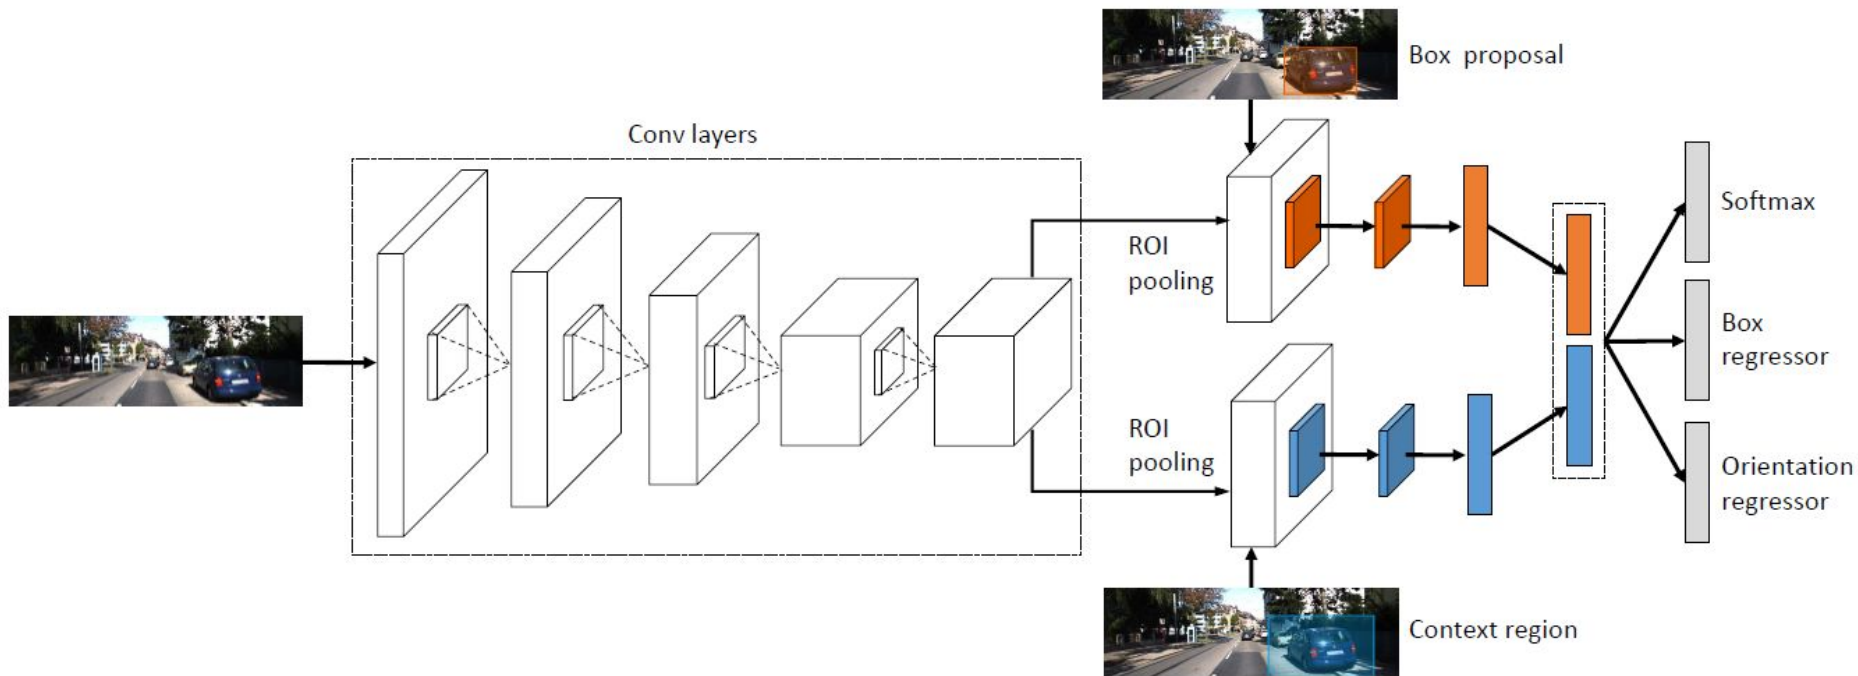 Box proposal
Conv layers
Softmax
ROI
pooling
Box
regressor
ROI
pooling
Orientation
regressor
Context region